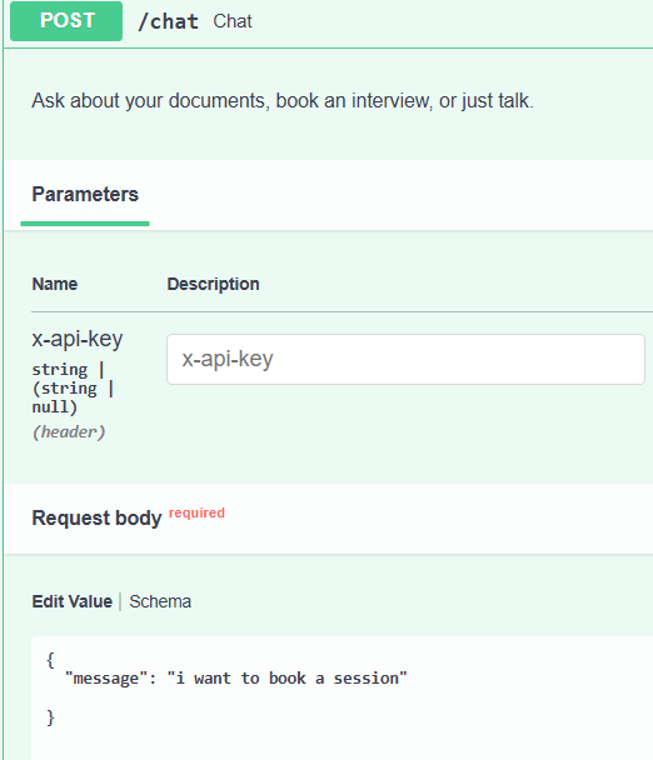 POST /chat Chat
Ask about your documents, book an interview, or just talk.
Parameters
Name Description
x-api-key x-api-key
string |
(string |
null)
(header)
Request body required
Edit Value | Schema
{
"message": "i want to book a session"
}